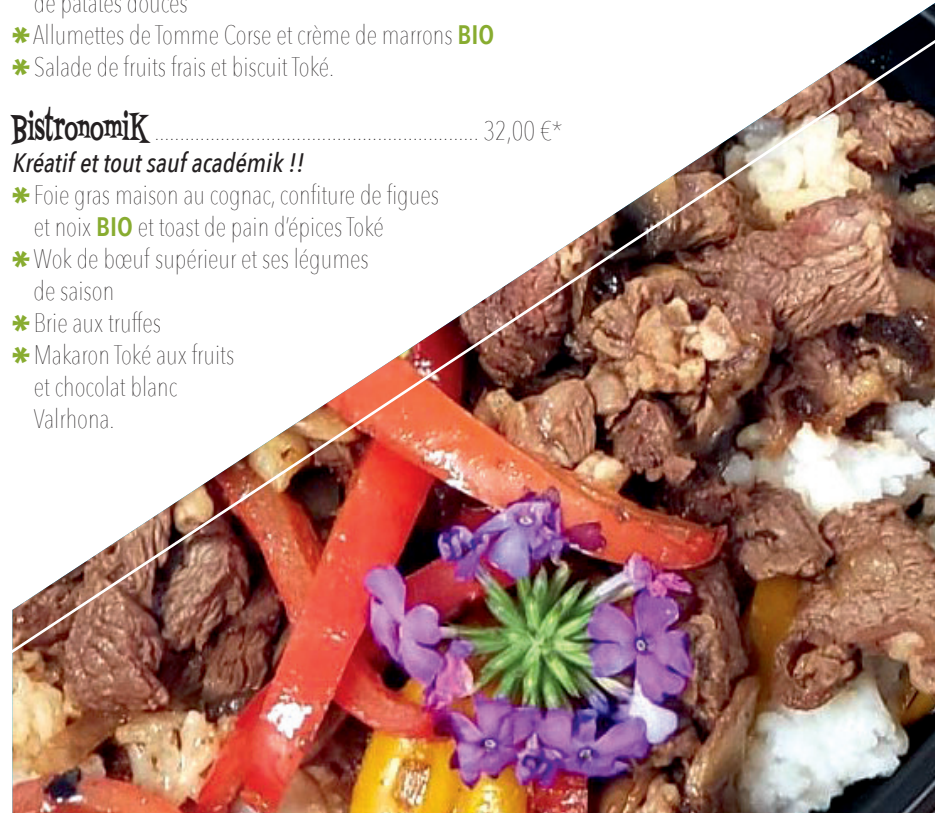 de patates douces
* Allumettes de Tomme Corse et crème de marrons BIO
* Salade de fruits frais et biscuit Toké.
BistronomiK ................................................................ 32,00 €*
Kréatif et tout sauf académik !!
* Foie gras maison au cognac, confiture de figues
et noix BIO et toast de pain d'épices Toké
* Wok de bœuf supérieur et ses légumes
de saison
* Brie aux truffes
* Makaron Toké aux fruits
et chocolat blanc
Valrhona.